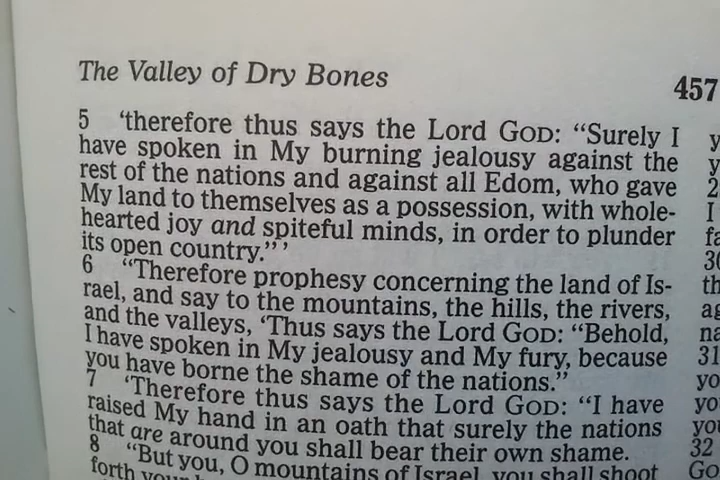 The Valley of Dry Bones
457
5 ‘therefore thus says the Lord GOD: “Surely I
have spoken in My burning jealousy against the
rest of the nations and against all Edom, who gave
My land to themselves as a possession, with whole-
hearted joy and spiteful minds, in order to plunder
its open country.” ’
6 “Therefore prophesy concerning the land of Is-
rael, and say to the mountains, the hills, the rivers,
and the valleys, ‘Thus says the Lord GOD: “Behold,
I have spoken in My jealousy and My fury, because
you have borne the shame of the nations.”
7 ‘Therefore thus says the Lord GOD: “I have
raised My hand in an oath that surely the nations
that are around you shall bear their own shame.
8 “But you, O mountains of Israel, you shall shoot
forth your
31
32